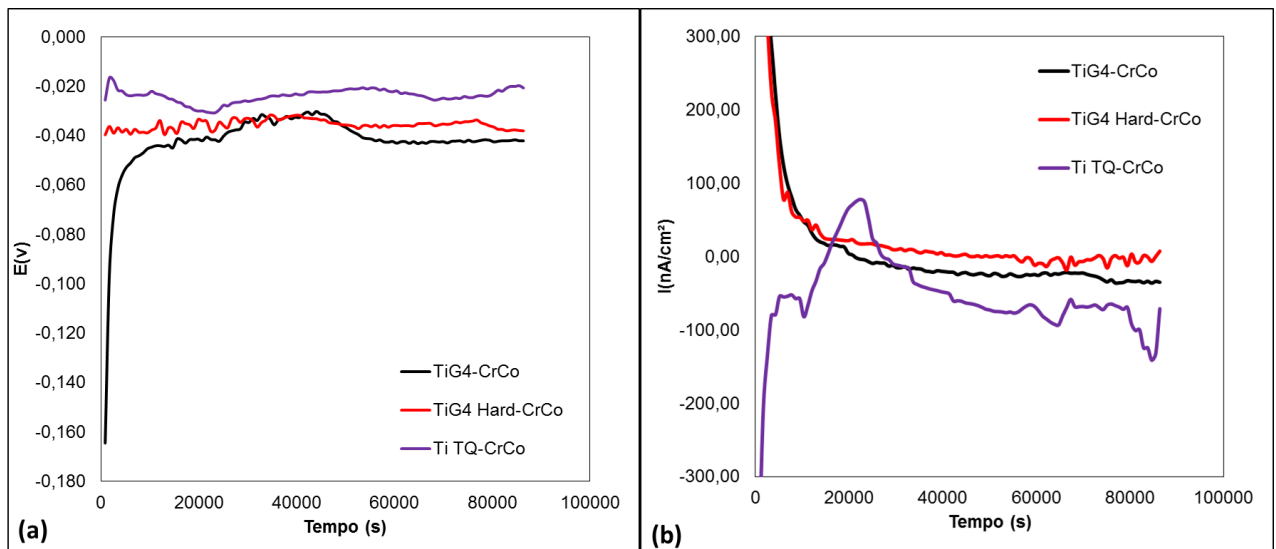 0,000
-0,020
-0,040
-0,060
-0,080
-0,100
-0,120
-0,140
-0,160
-0,180
E(v)
TiG4-CrCo
TiG4 Hard-CrCo
Ti TQ-CrCo
0 20000 40000 60000 80000 100000
Tempo (s)
(a)
300,00
200,00
100,00
0,00
-100,00
-200,00
-300,00
I(nA/cm²)
TiG4-CrCo
TiG4 Hard-CrCo
Ti TQ-CrCo
0 20000 40000 60000 80000 100000
Tempo (s)
(b)